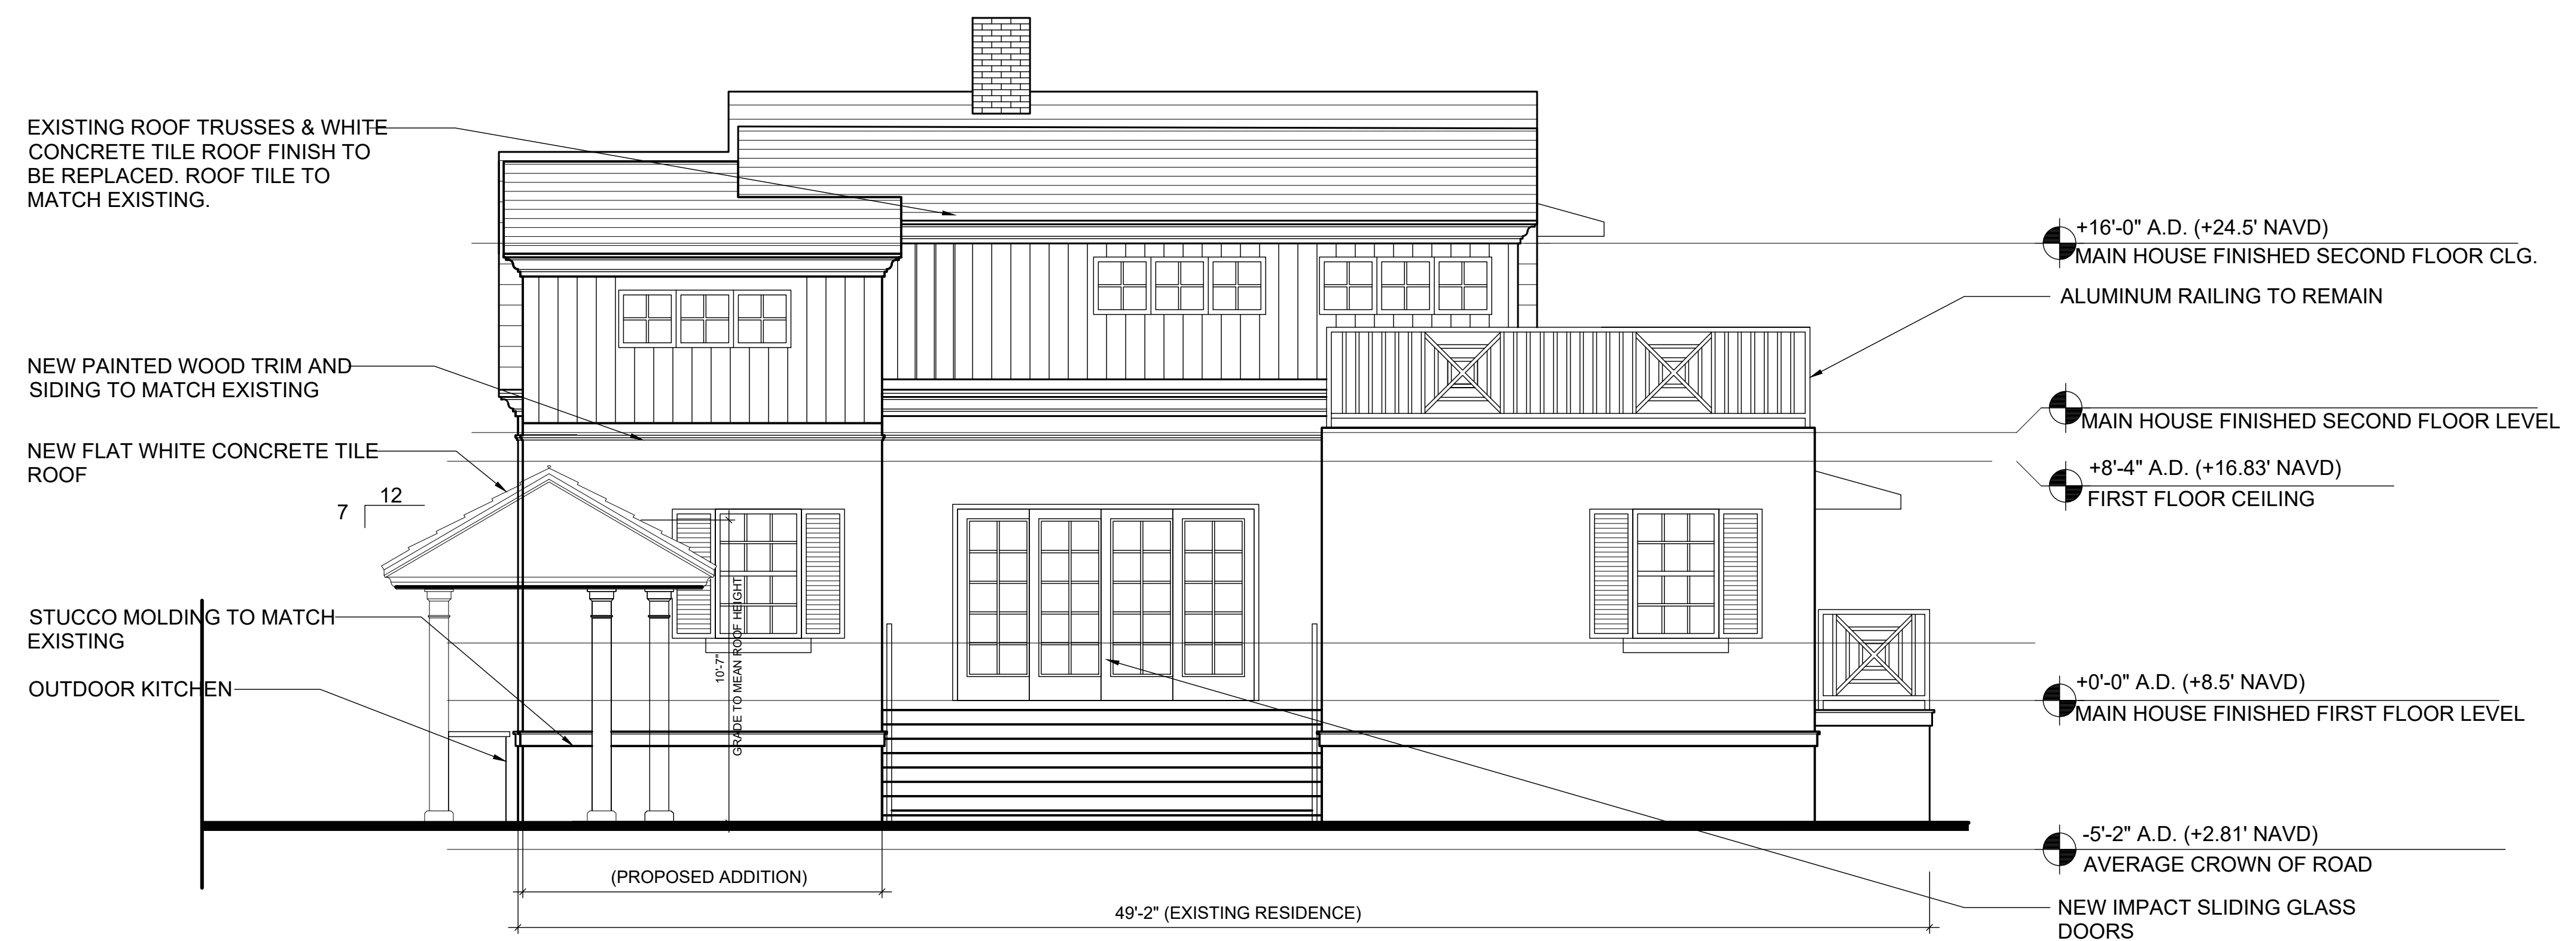 EXISTING ROOF TRUSSES & WHITE
CONCRETE TILE ROOF FINISH TO
BE REPLACED. ROOF TILE TO
MATCH EXISTING.
NEW PAINTED WOOD TRIM AND
SIDING TO MATCH EXISTING
NEW FLAT WHITE CONCRETE TILE
ROOF
12
7
STUCCO MOLDING TO MATCH
EXISTING
OUTDOOR KITCHEN
10'-7"
GRADE TO MEAN ROOF HEIGHT
(PROPOSED ADDITION)
49'-2" (EXISTING RESIDENCE)
+16'-0" A.D. (+24.5' NAVD)
MAIN HOUSE FINISHED SECOND FLOOR CLG.
ALUMINUM RAILING TO REMAIN
MAIN HOUSE FINISHED SECOND FLOOR LEVEL
+8'-4" A.D. (+16.83' NAVD)
FIRST FLOOR CEILING
+0'-0" A.D. (+8.5' NAVD)
MAIN HOUSE FINISHED FIRST FLOOR LEVEL
-5'-2" A.D. (+2.81' NAVD)
AVERAGE CROWN OF ROAD
NEW IMPACT SLIDING GLASS
DOORS